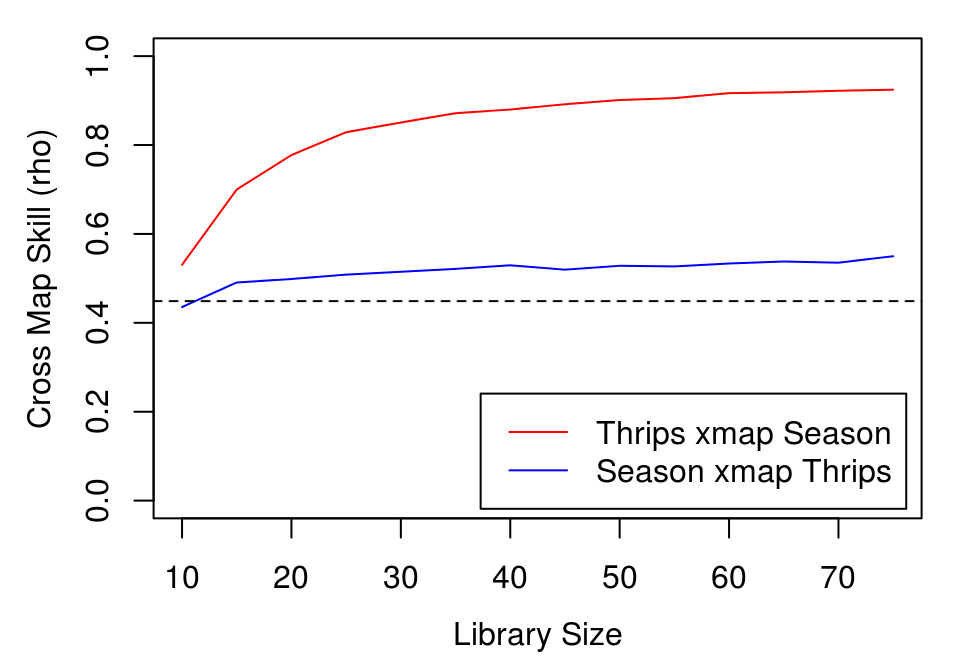 Cross Map Skill (rho)
1.0
0.8
0.6
0.4
0.2
0.0
Thrips xmap Season
Season xmap Thrips
10 20 30 40 50 60 70
Library Size